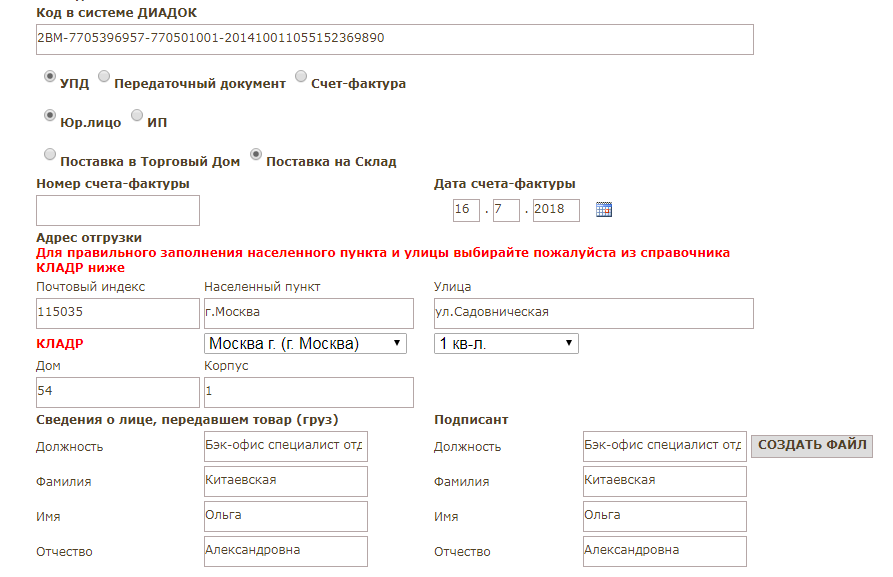 Код в системе ДИАДОК
2BM-7705396957-770501001-201410011055152369890
УПД Передаточный документ Счет-фактура
Юр.лицо ИП
Поставка в Торговый Дом Поставка на Склад
Номер счета-фактуры Дата счета-фактуры
16 . 7 . 2018
Адрес отгрузки
Для правильного заполнения населенного пункта и улицы выбирайте пожалуйста из справочника
КЛАДР ниже
Почтовый индекс Населенный пункт Улица
115035 г.Москва ул.Садовническая
КЛАДР Москва г. (г. Москва) 1 кв-л.
Дом Корпус
54 1
Сведения о лице, передавшем товар (груз) Подписант
Должность Бэк-офис специалист отд Должность Бэк-офис специалист отд СОЗДАТЬ ФАЙЛ
Фамилия Китаевская Фамилия Китаевская
Имя Ольга Имя Ольга
Отчество Александровна Отчество Александровна